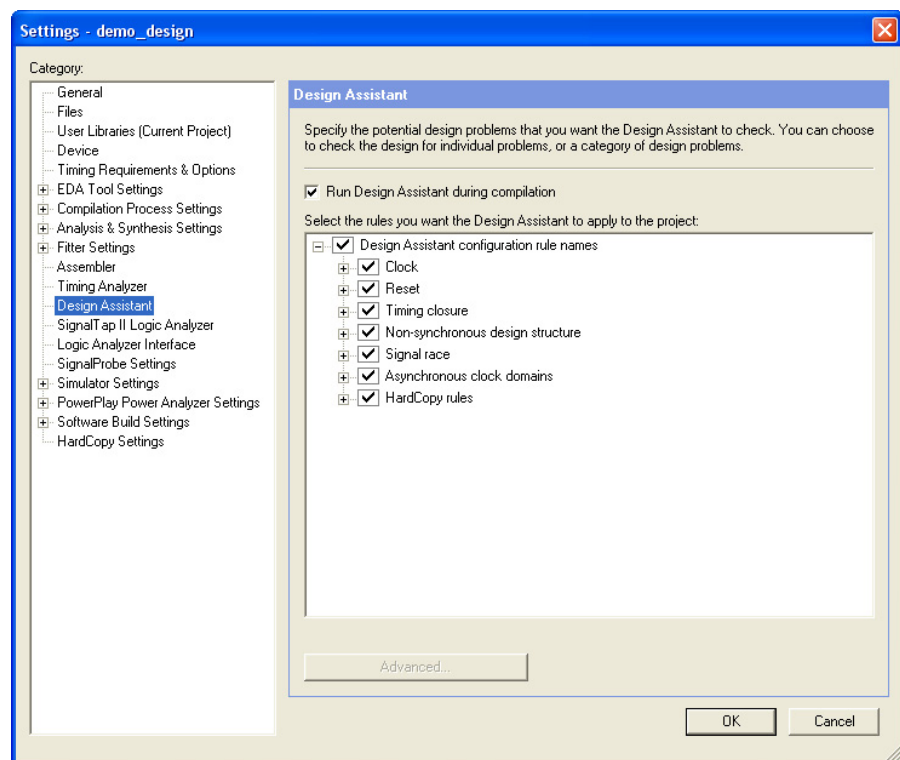 Settings - demo_design
Category:
General
Files
User Libraries (Current Project)
Device
Timing Requirements & Options
EDA Tool Settings
Compilation Process Settings
Analysis & Synthesis Settings
Fitter Settings
Assembler
Timing Analyzer
Design Assistant
SignalTap II Logic Analyzer
Logic Analyzer Interface
SignalProbe Settings
Simulator Settings
PowerPlay Power Analyzer Settings
Software Build Settings
HardCopy Settings
Design Assistant
Specify the potential design problems that you want the Design Assistant to check. You can choose
to check the design for individual problems, or a category of design problems.
Run Design Assistant during compilation
Select the rules you want the Design Assistant to apply to the project:
Design Assistant configuration rule names
Clock
Reset
Timing closure
Non-synchronous design structure
Signal race
Asynchronous clock domains
HardCopy rules
Advanced...
OK
Cancel